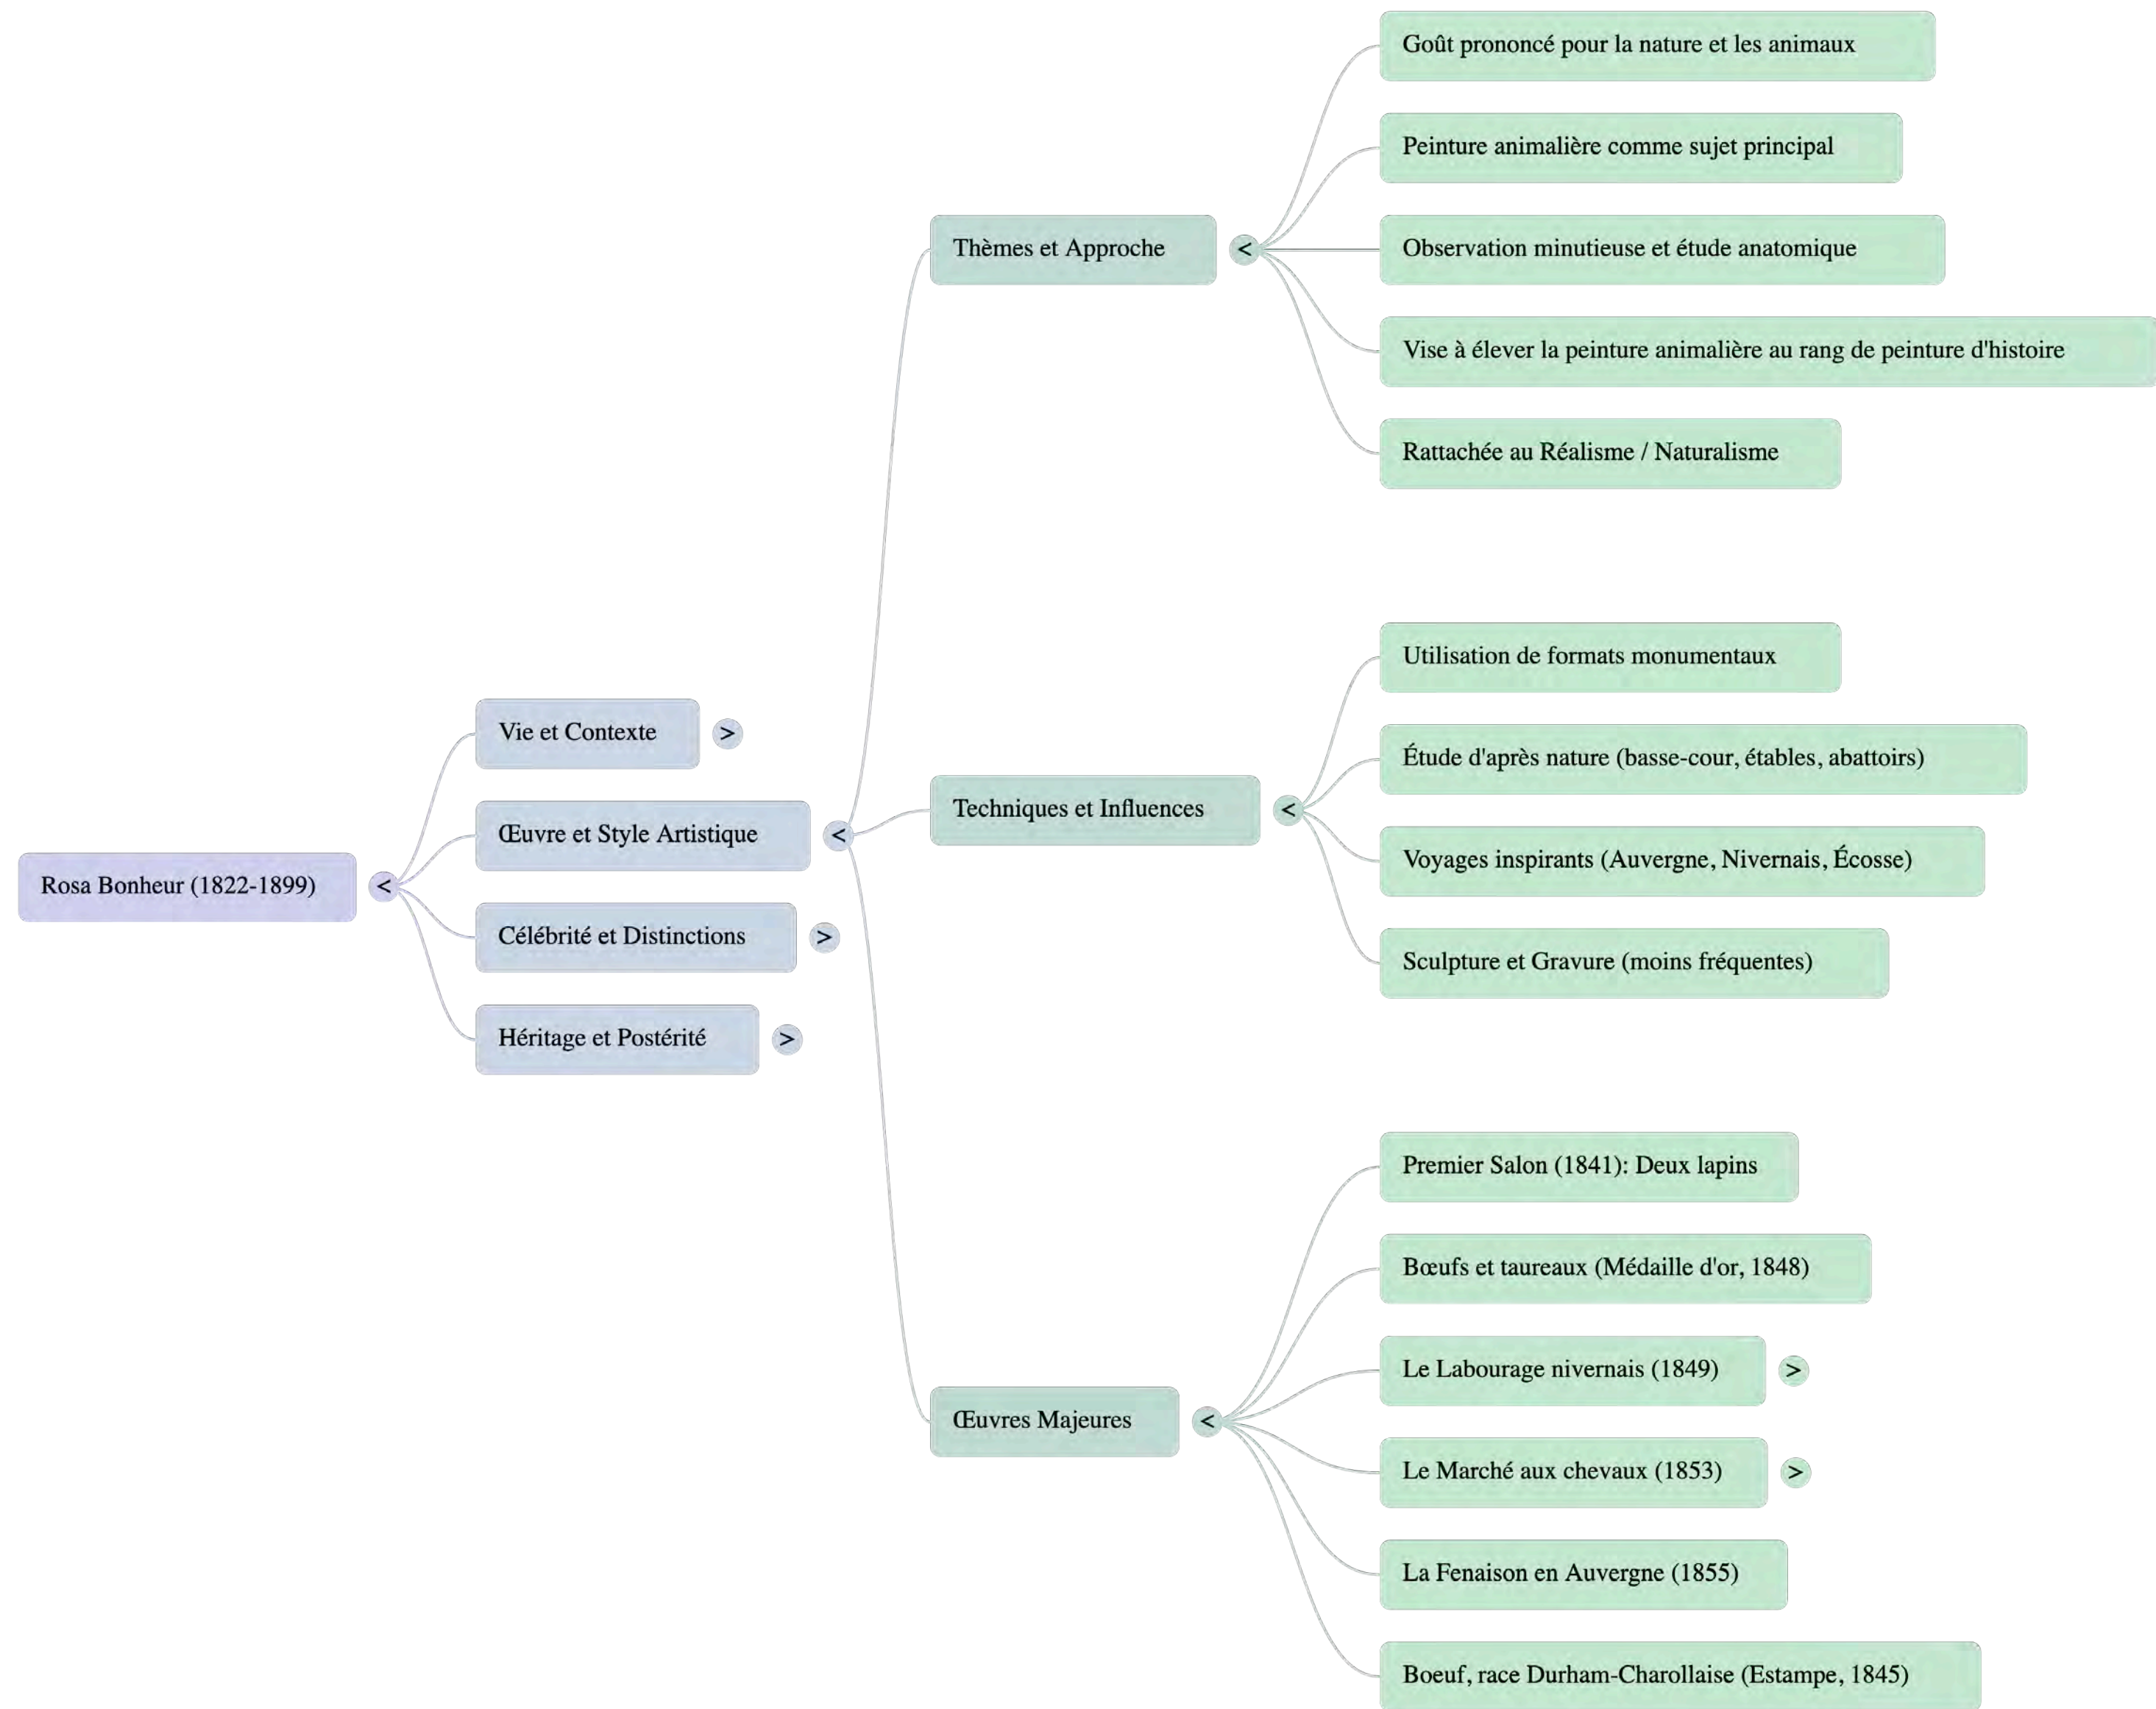 Rosa Bonheur (1822-1899)
<
Vie et Contexte
>
Œuvre et Style Artistique
<
Célébrité et Distinctions
>
Héritage et Postérité
>
Thèmes et Approche
<
Goût prononcé pour la nature et les animaux
Peinture animalière comme sujet principal
Observation minutieuse et étude anatomique
Vise à élever la peinture animalière au rang de peinture d'histoire
Rattachée au Réalisme / Naturalisme
Techniques et Influences
<
Utilisation de formats monumentaux
Étude d'après nature (basse-cour, étables, abattoirs)
Voyages inspirants (Auvergne, Nivernais, Écosse)
Sculpture et Gravure (moins fréquentes)
Œuvres Majeures
<
Premier Salon (1841): Deux lapins
Bœufs et taureaux (Médaille d'or, 1848)
Le Labourage nivernais (1849)
>
Le Marché aux chevaux (1853)
>
La Fenaison en Auvergne (1855)
Boeuf, race Durham-Charollaise (Estampe, 1845)